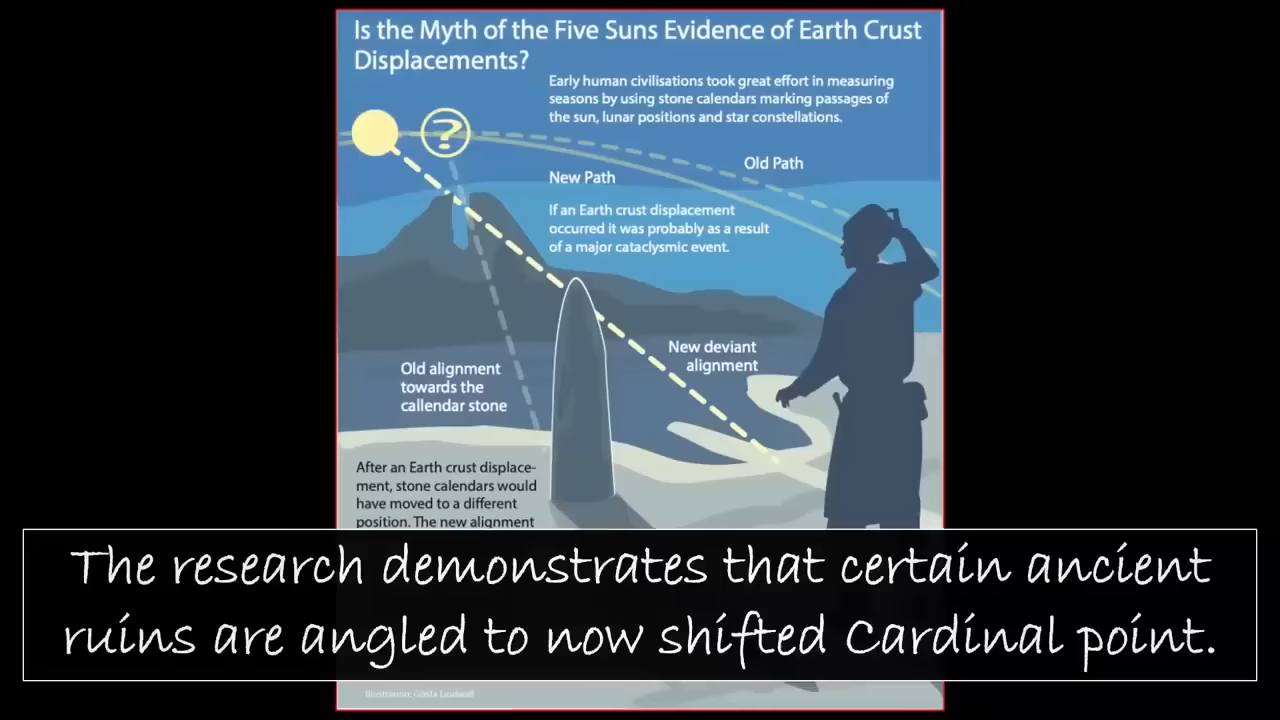 Is the Myth of the Five Suns Evidence of Earth Crust
Displacements?
Early human civilisations took great effort in measuring
seasons by using stone calendars marking passages of
the sun, lunar positions and star constellations.
?
Old Path
New Path
If an Earth crust displacement
occurred it was probably as a result
of a major cataclysmic event.
New deviant
alignment
Old alignment
towards the
callendar stone
After an Earth crust displace-
ment, stone calendars would
have moved to a different
position. The new alignment
The research demonstrates that certain ancient
ruins are angled to now shifted Cardinal point.